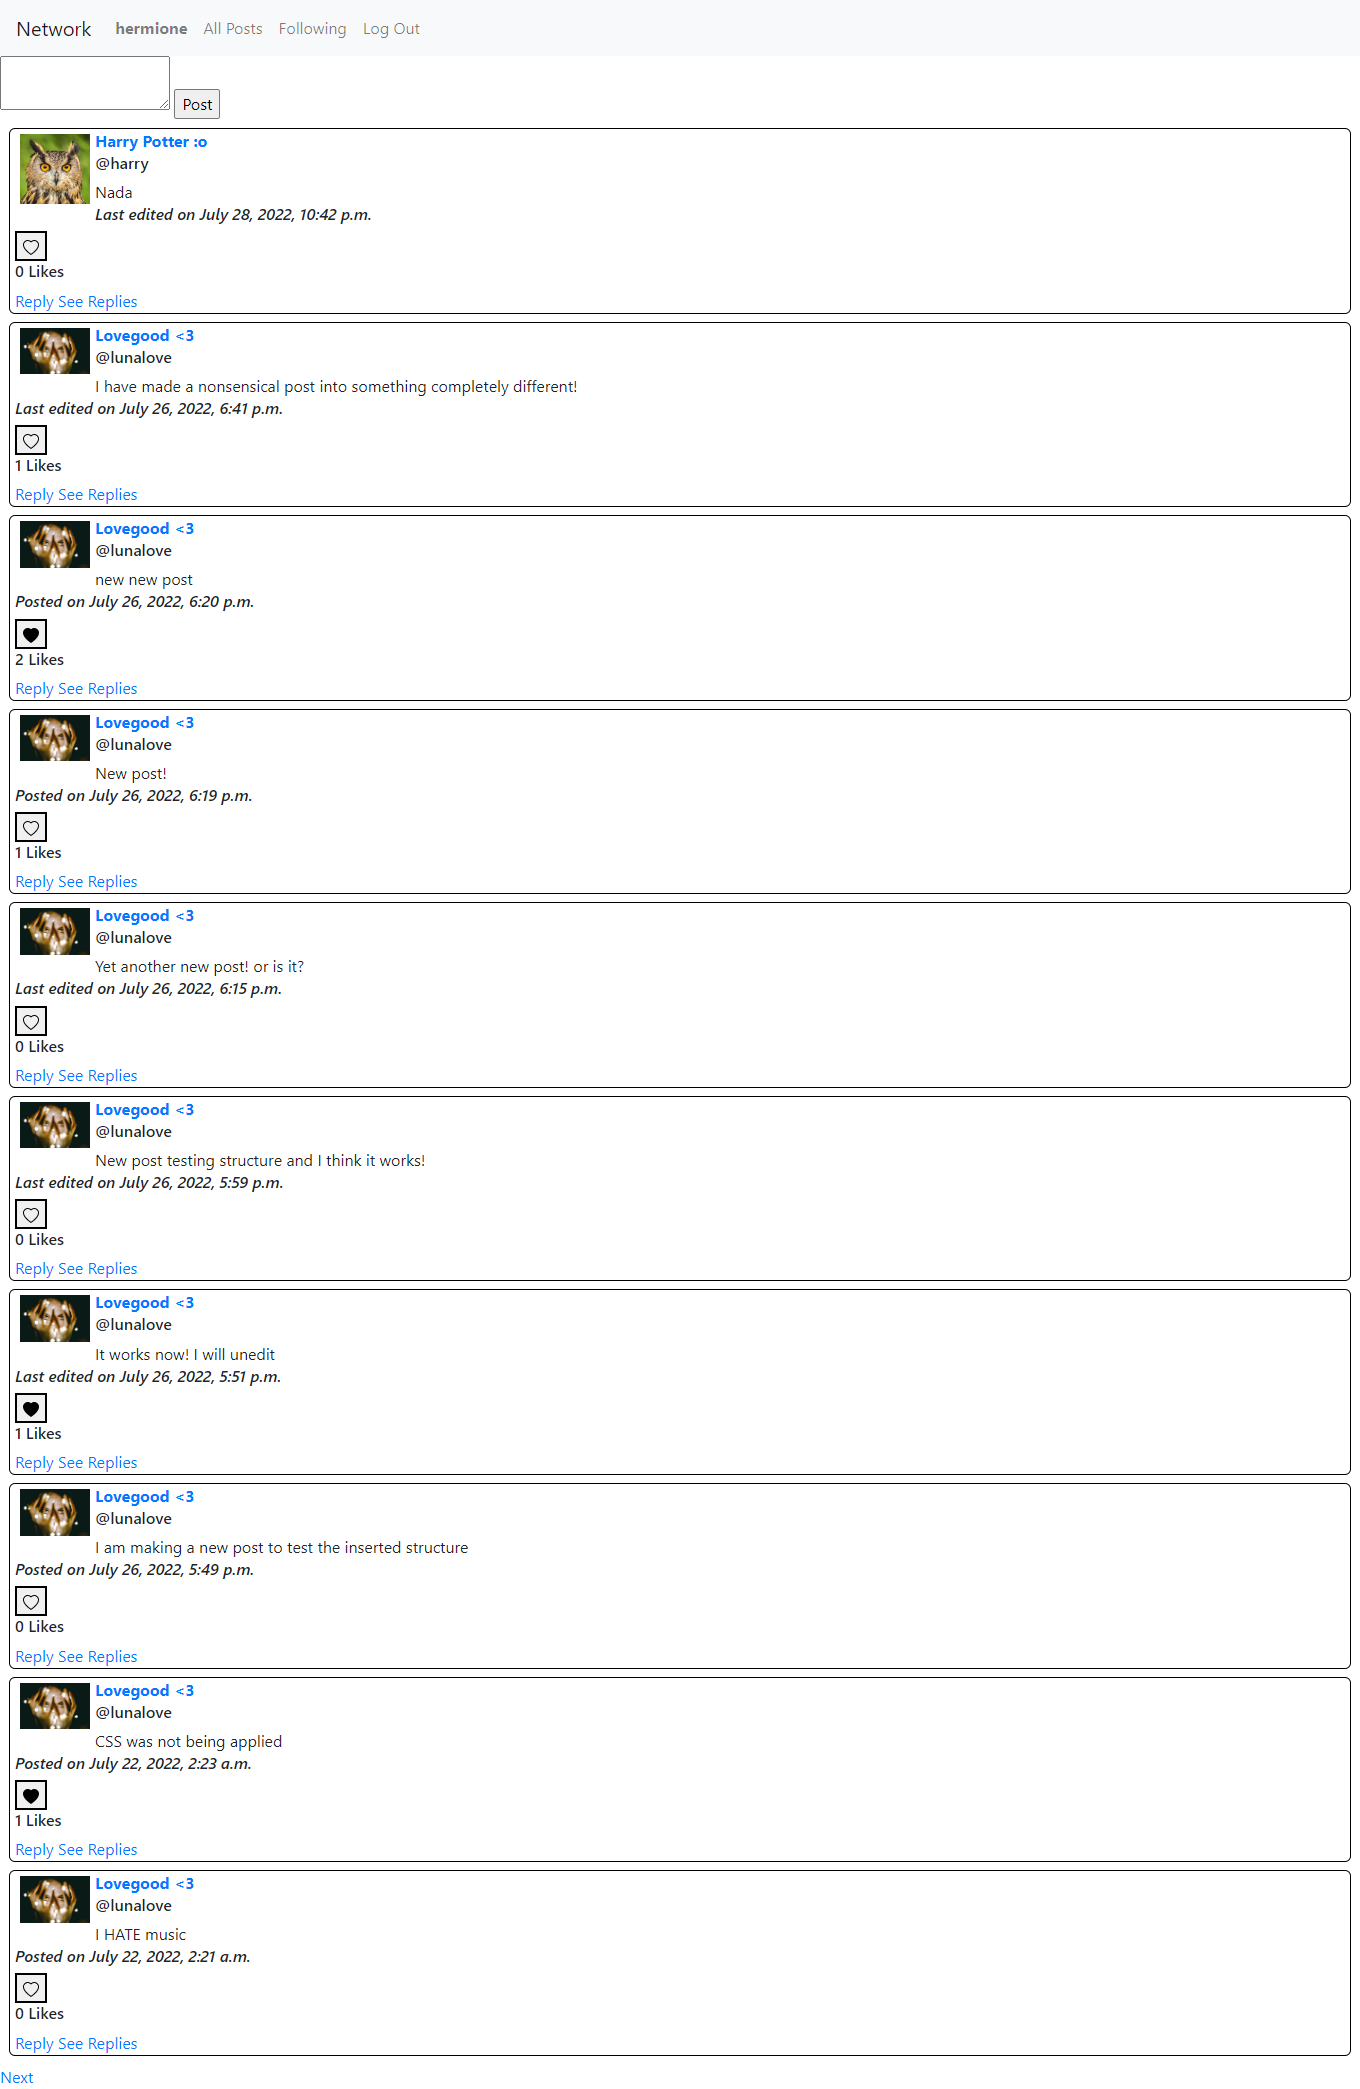 Network hermione All Posts Following Log Out
Post
Harry Potter :o
@harry
Nada
Last edited on July 28, 2022, 10:42 p.m.
0 Likes
Reply See Replies
Lovegood <3
@lunalove
I have made a nonsensical post into something completely different!
Last edited on July 26, 2022, 6:41 p.m.
1 Likes
Reply See Replies
Lovegood <3
@lunalove
new new post
Posted on July 26, 2022, 6:20 p.m.
2 Likes
Reply See Replies
Lovegood <3
@lunalove
New post!
Posted on July 26, 2022, 6:19 p.m.
1 Likes
Reply See Replies
Lovegood <3
@lunalove
Yet another new post! or is it?
Last edited on July 26, 2022, 6:15 p.m.
0 Likes
Reply See Replies
Lovegood <3
@lunalove
New post testing structure and I think it works!
Last edited on July 26, 2022, 5:59 p.m.
0 Likes
Reply See Replies
Lovegood <3
@lunalove
It works now! I will unedit
Last edited on July 26, 2022, 5:51 p.m.
1 Likes
Reply See Replies
Lovegood <3
@lunalove
I am making a new post to test the inserted structure
Posted on July 26, 2022, 5:49 p.m.
0 Likes
Reply See Replies
Lovegood <3
@lunalove
CSS was not being applied
Posted on July 22, 2022, 2:23 a.m.
1 Likes
Reply See Replies
Lovegood <3
@lunalove
I HATE music
Posted on July 22, 2022, 2:21 a.m.
0 Likes
Reply See Replies
Next